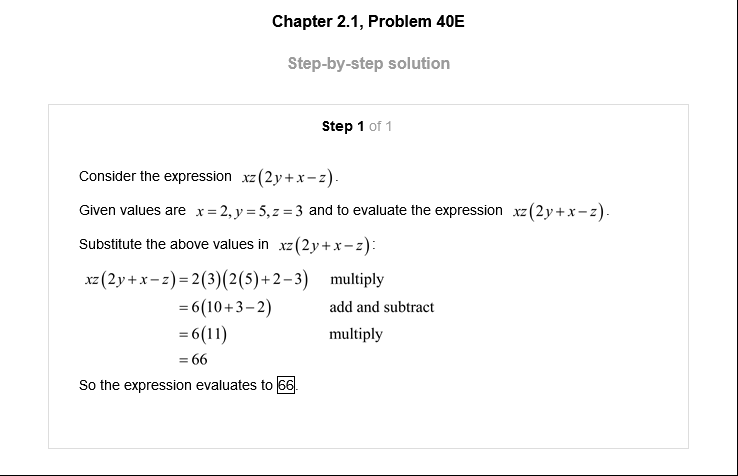 Chapter 2.1, Problem 40E
Step-by-step solution
Step 1 of 1
Consider the expression xz(2y+x−z).
Given values are x=2, y=5, z=3 and to evaluate the expression xz(2y+x−z).
Substitute the above values in xz(2y+x−z):
xz(2y+x−z)=2(3)(2(5)+2−3) multiply
=6(10+3−2) add and subtract
=6(11) multiply
=66
So the expression evaluates to 66.